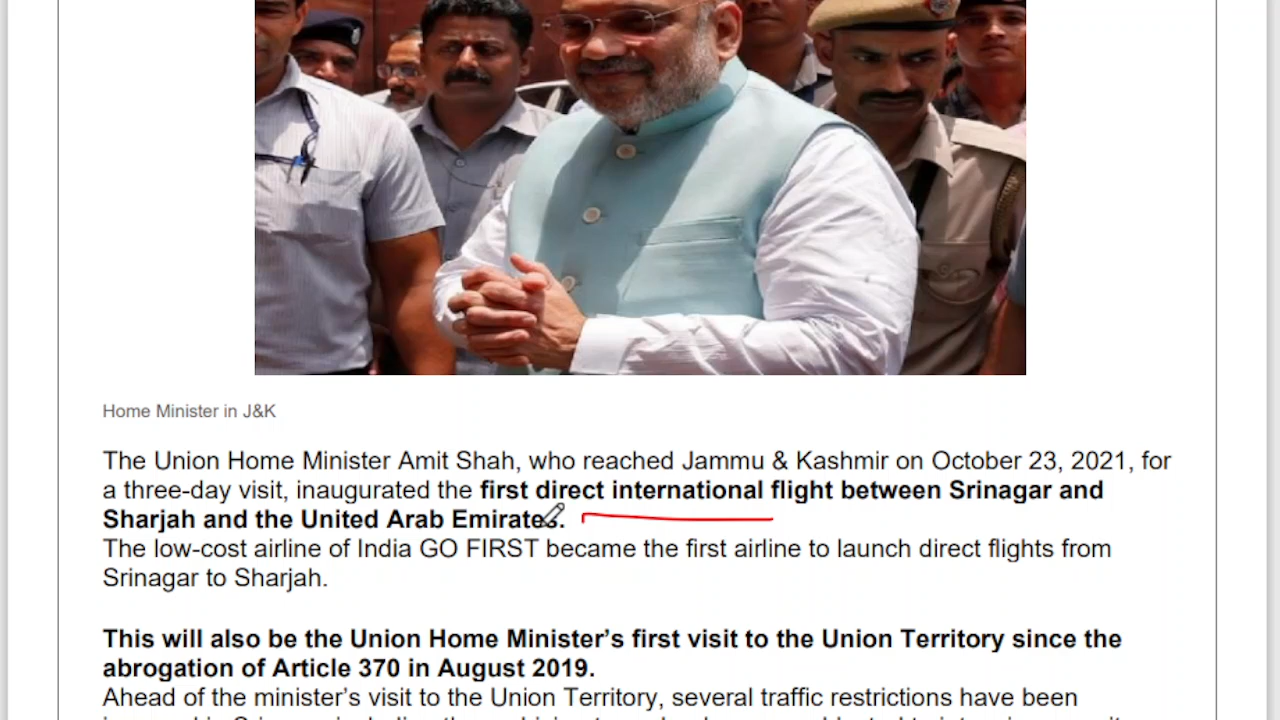 Home Minister in J&K
The Union Home Minister Amit Shah, who reached Jammu & Kashmir on October 23, 2021, for
a three-day visit, inaugurated the first direct international flight between Srinagar and
Sharjah and the United Arab Emirates.
The low-cost airline of India GO FIRST became the first airline to launch direct flights from
Srinagar to Sharjah.
This will also be the Union Home Minister’s first visit to the Union Territory since the
abrogation of Article 370 in August 2019.
Ahead of the minister’s visit to the Union Territory, several traffic restrictions have been